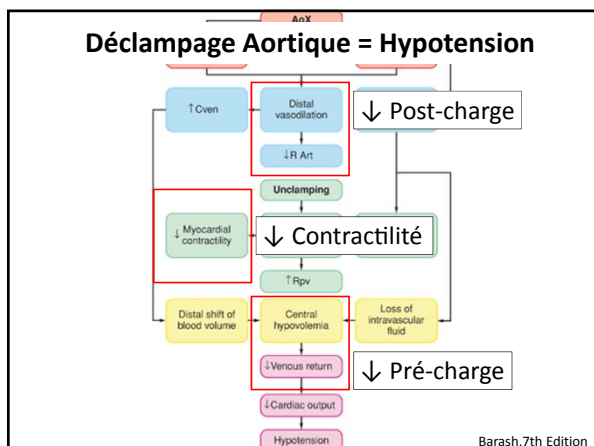 AoX
Déclampage Aortique = Hypotension
↑Cven
Distal
vasodilation
↓ Post-charge
↓R Art
Unclamping
↓ Myocardial
contractility
↓ Contractilité
↑Rpv
Distal shift of
blood volume
Central
hypovolemia
Loss of
intravascular
fluid
↓Venous return
↓ Pré-charge
↓Cardiac output
Hypotension
Barash,7th Edition